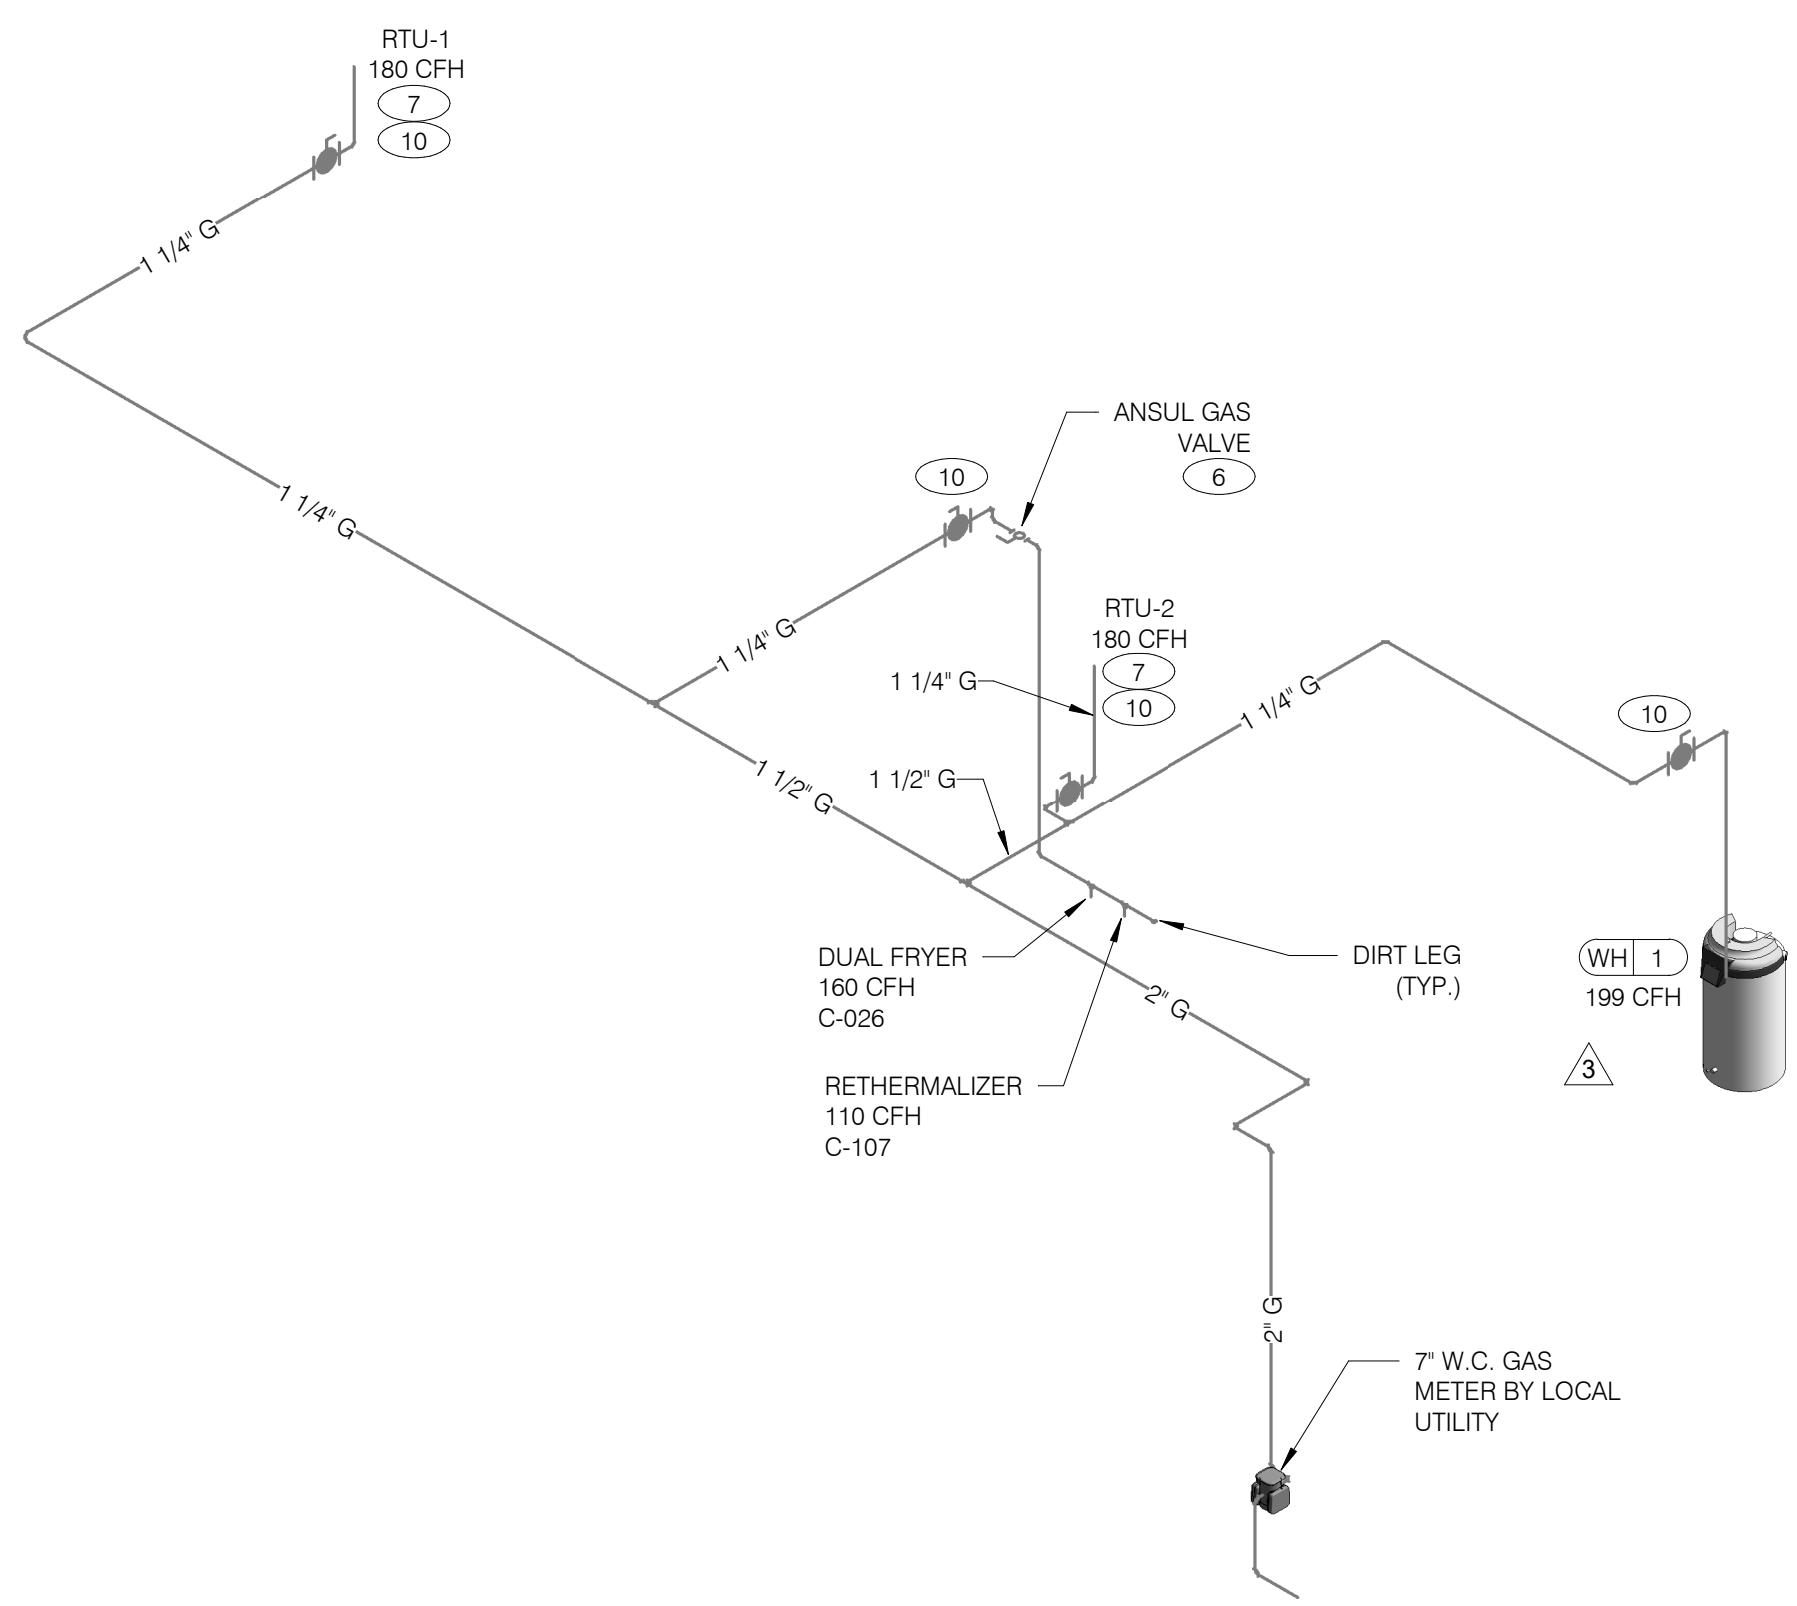 RTU-1
180 CFH
7
10
1 1/4" G
1 1/4" G
ANSUL GAS
VALVE
6
10
1 1/4" G
RTU-2
180 CFH
7
10
1 1/4" G
1 1/4" G
10
1 1/2" G
1 1/2" G
DUAL FRYER
160 CFH
C-026
DIRT LEG
(TYP.)
WH 1
199 CFH
2" G
3
RETHERMALIZER
110 CFH
C-107
2" G
7" W.C. GAS
METER BY LOCAL
UTILITY